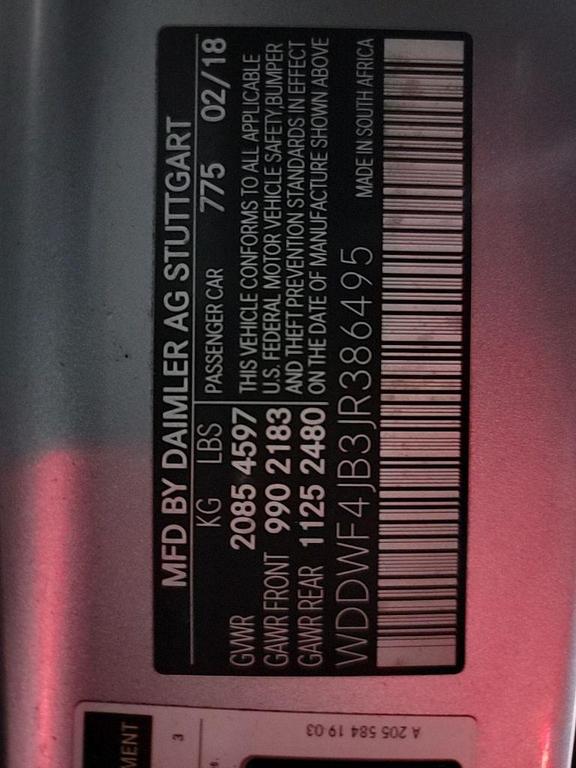 MFD BY DAIMLER AG STUTTGART
KG LBS PASSENGER CAR 775 02/18
GVWR 2085 4597
GAWR FRONT 990 2183
GAWR REAR 1125 2480
THIS VEHICLE CONFORMS TO ALL APPLICABLE
U.S. FEDERAL MOTOR VEHICLE SAFETY,BUMPER
AND THEFT PREVENTION STANDARDS IN EFFECT
ON THE DATE OF MANUFACTURE SHOWN ABOVE
WDDWF4JB3JR386495 MADE IN SOUTH AFRICA
MENT
3
A 205 584 19 03